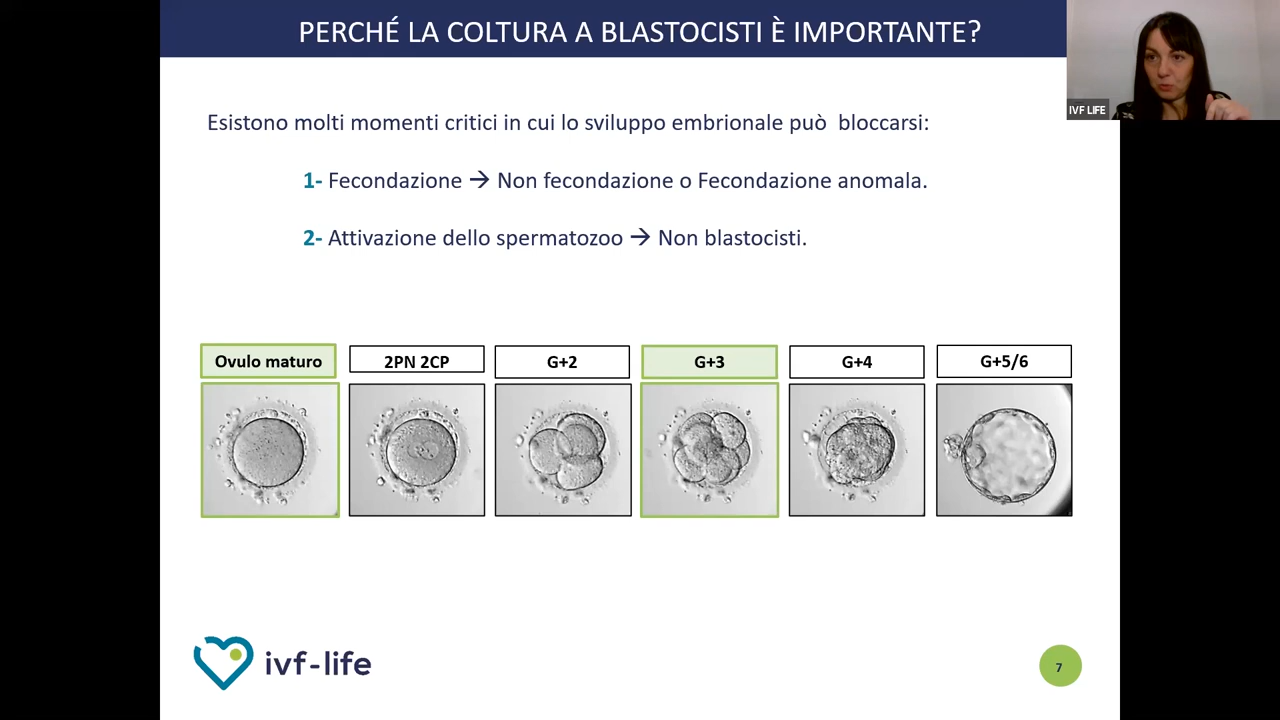 PERCHÉ LA COLTURA A BLASTOCISTI È IMPORTANTE?
IVF LIFE
Esistono molti momenti critici in cui lo sviluppo embrionale può  bloccarsi:
1- Fecondazione → Non fecondazione o Fecondazione anomala.
2- Attivazione dello spermatozoo → Non blastocisti.
Ovulo maturo
2PN 2CP
G+2
G+3
G+4
G+5/6
ivf-life
7